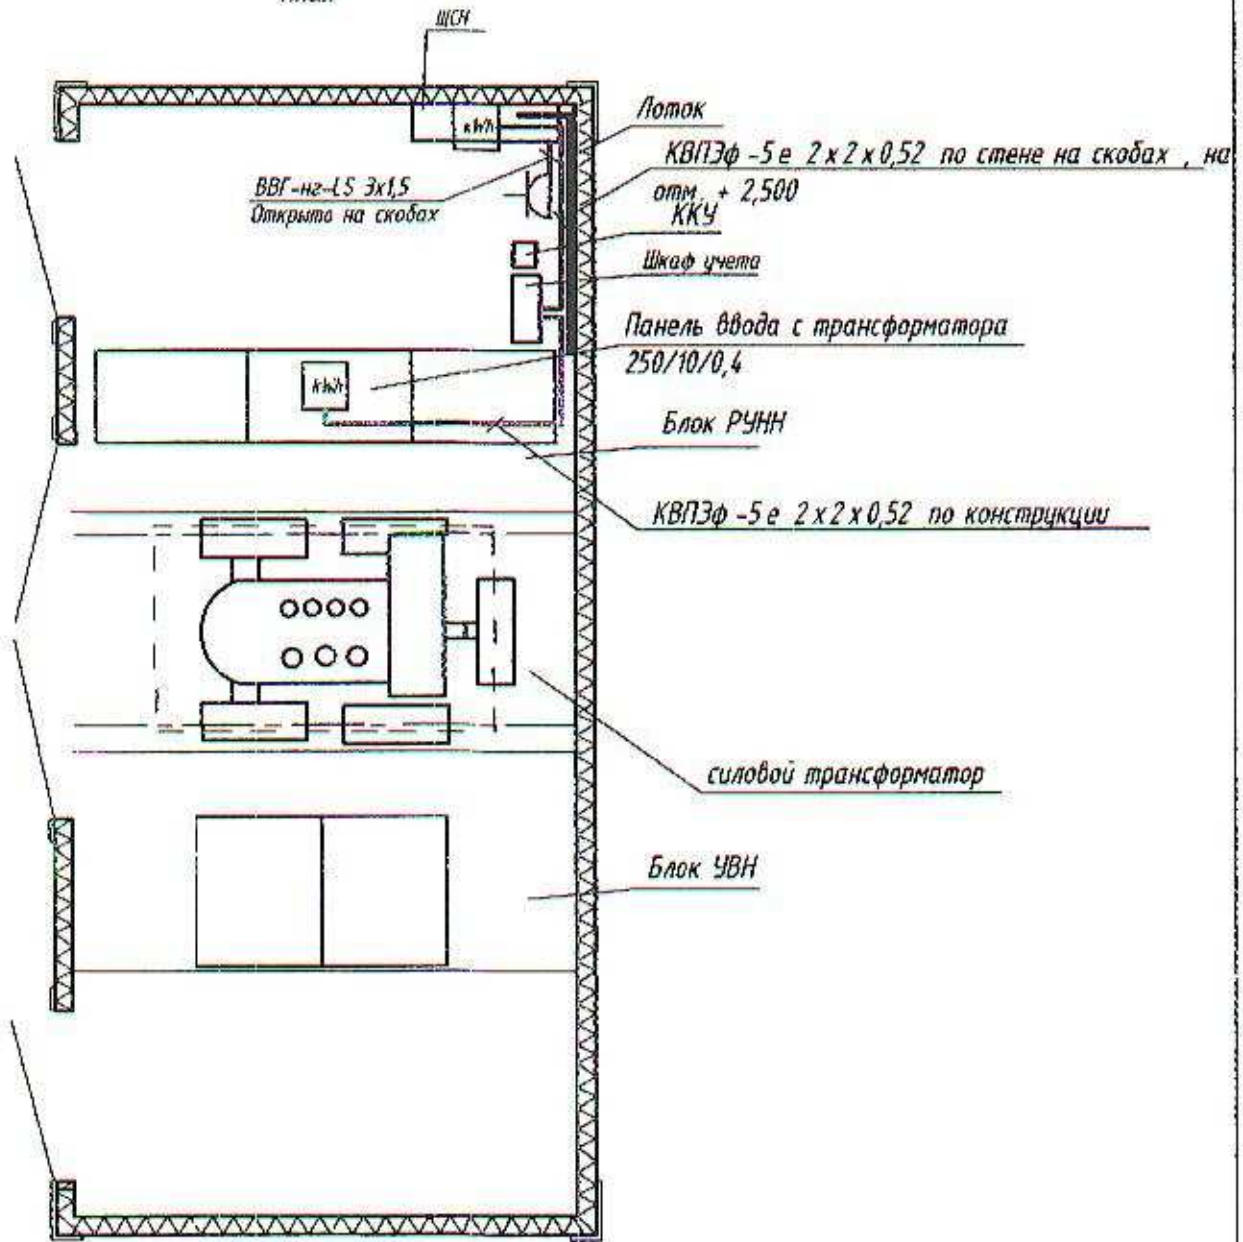 ЩСН
kWh
Лоток
КВПЭф -5е 2х2х0,52 по стене на скобах , на
отм. + 2,500
ВВГ-нг-LS 3х1,5
Открыто на скобах
ККУ
Шкаф учета
Панель ввода с трансформатора
250/10/0,4
kWh
Блок РУНН
КВПЭф -5е 2х2х0,52 по конструкции
силовой трансформатор
Блок УВН